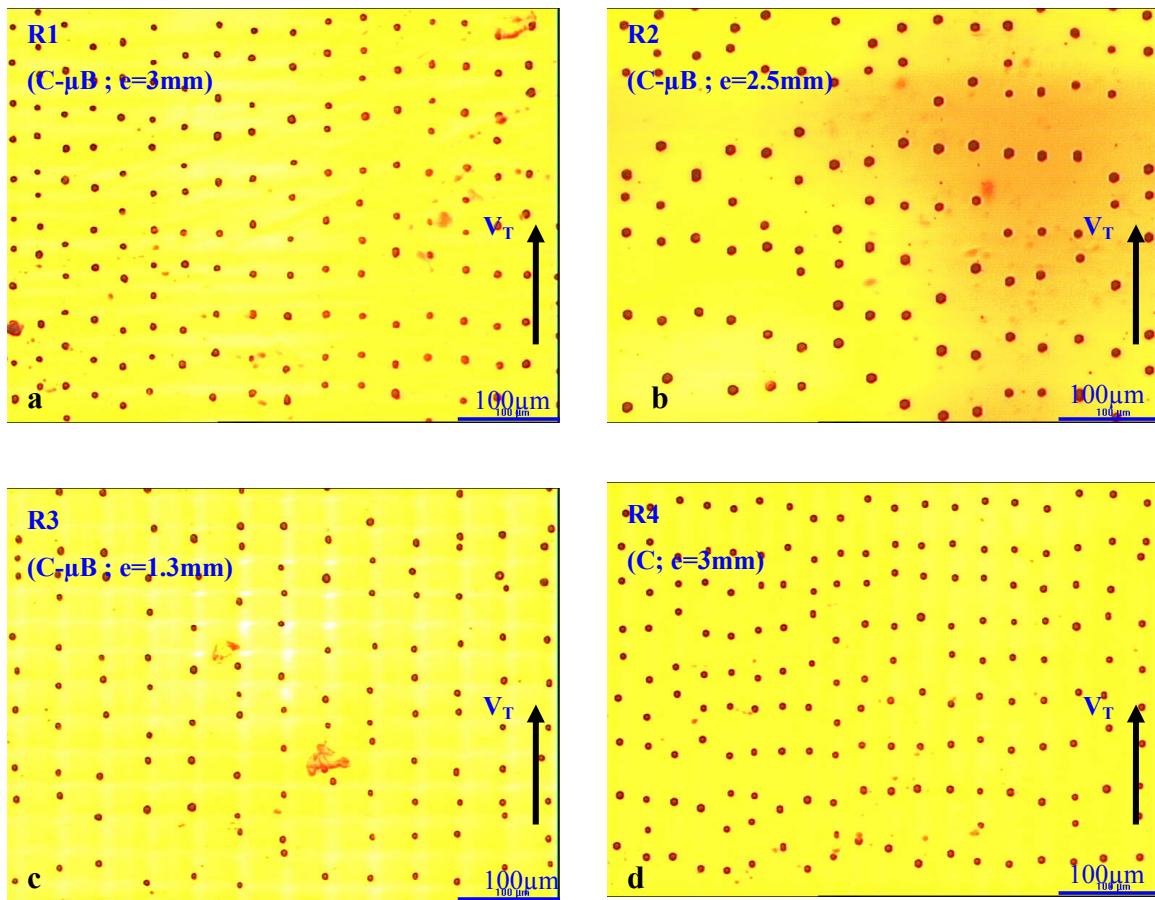 R1
(C-µB ; e=3mm)
V_T
a
100µm
100 µm
R2
(C-µB ; e=2.5mm)
V_T
b
100µm
100 µm
R3
(C-µB ; e=1.3mm)
V_T
c
100µm
100 µm
R4
(C; e=3mm)
V_T
d
100µm
100 µm